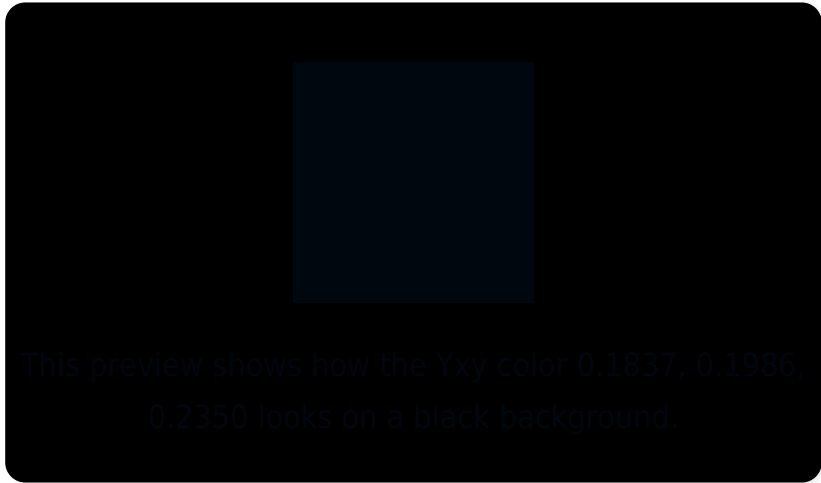 This preview shows how the Yxy color 0.1837, 0.1986,
0.2350 looks on a black background.